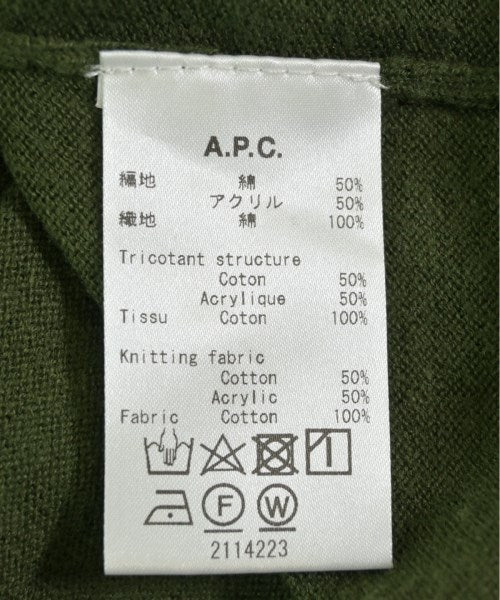 A.P.C.
編地 綿 50%
アクリル 50%
織地 綿 100%
Tricotant structure
Coton 50%
Acrylique 50%
Tissu Coton 100%
Knitting fabric
Cotton 50%
Acrylic 50%
Fabric Cotton 100%
F W
2114223